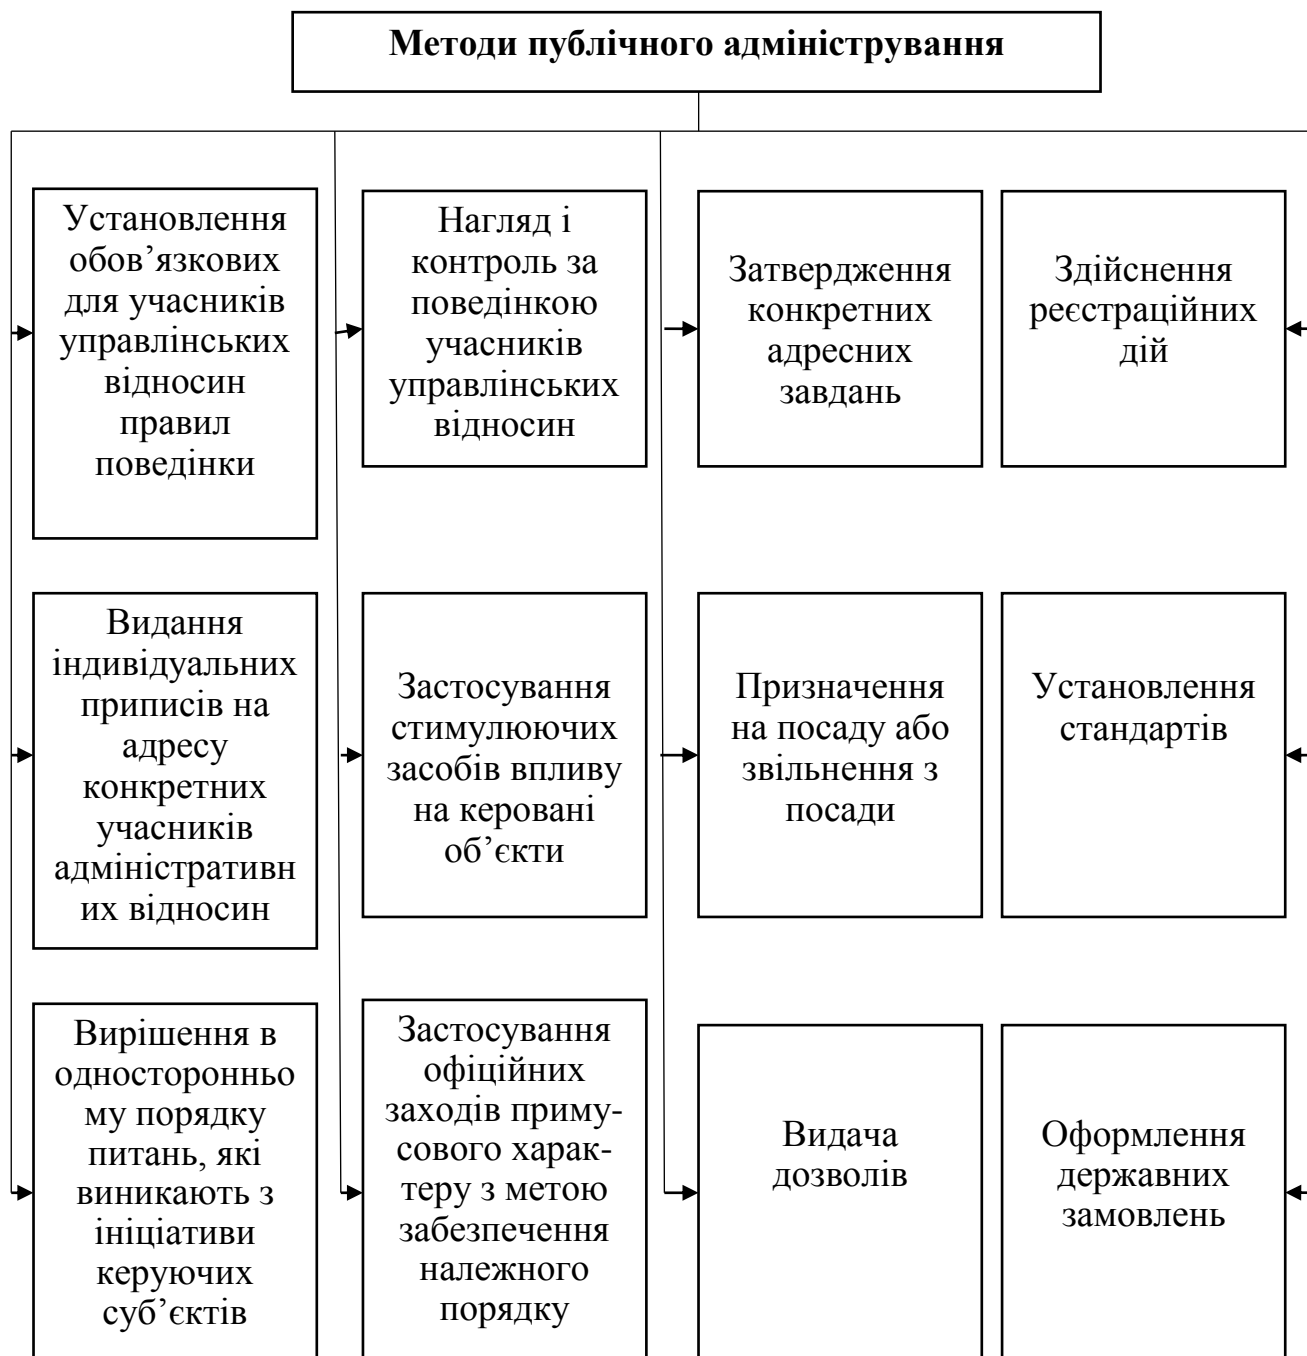 Методи публічного адміністрування
Установлення
обов’язкових
для учасників
управлінських
відносин
правил
поведінки
Нагляд і
контроль за
поведінкою
учасників
управлінських
відносин
Затвердження
конкретних
адресних
завдань
Здійснення
реєстраційних
дій
Видання
індивідуальних
приписів на
адресу
конкретних
учасників
адміністративн
их відносин
Застосування
стимулюючих
засобів впливу
на керовані
об’єкти
Призначення
на посаду або
звільнення з
посади
Установлення
стандартів
Вирішення в
односторонньо
му порядку
питань, які
виникають з
ініціативи
керуючих
суб’єктів
Застосування
офіційних
заходів приму-
сового харак-
теру з метою
забезпечення
належного
порядку
Видача
дозволів
Оформлення
державних
замовлень